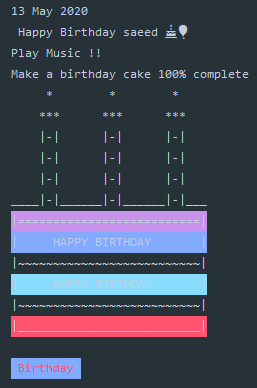 13 May 2020
Happy Birthday saeed 🎂🎈
Play Music !!
Make a birthday cake 100% complete
    *        *        *
   ***      ***      ***
   |-|      |-|      |-|
   |-|      |-|      |-|
   |-|      |-|      |-|
____|-|______|-|______|-|___
|==========================|
|     HAPPY BIRTHDAY       |
|~~~~~~~~~~~~~~~~~~~~~~~~~~|
|     HAPPY BIRTHDAY       |
|~~~~~~~~~~~~~~~~~~~~~~~~~~|
|__________________________|
Birthday